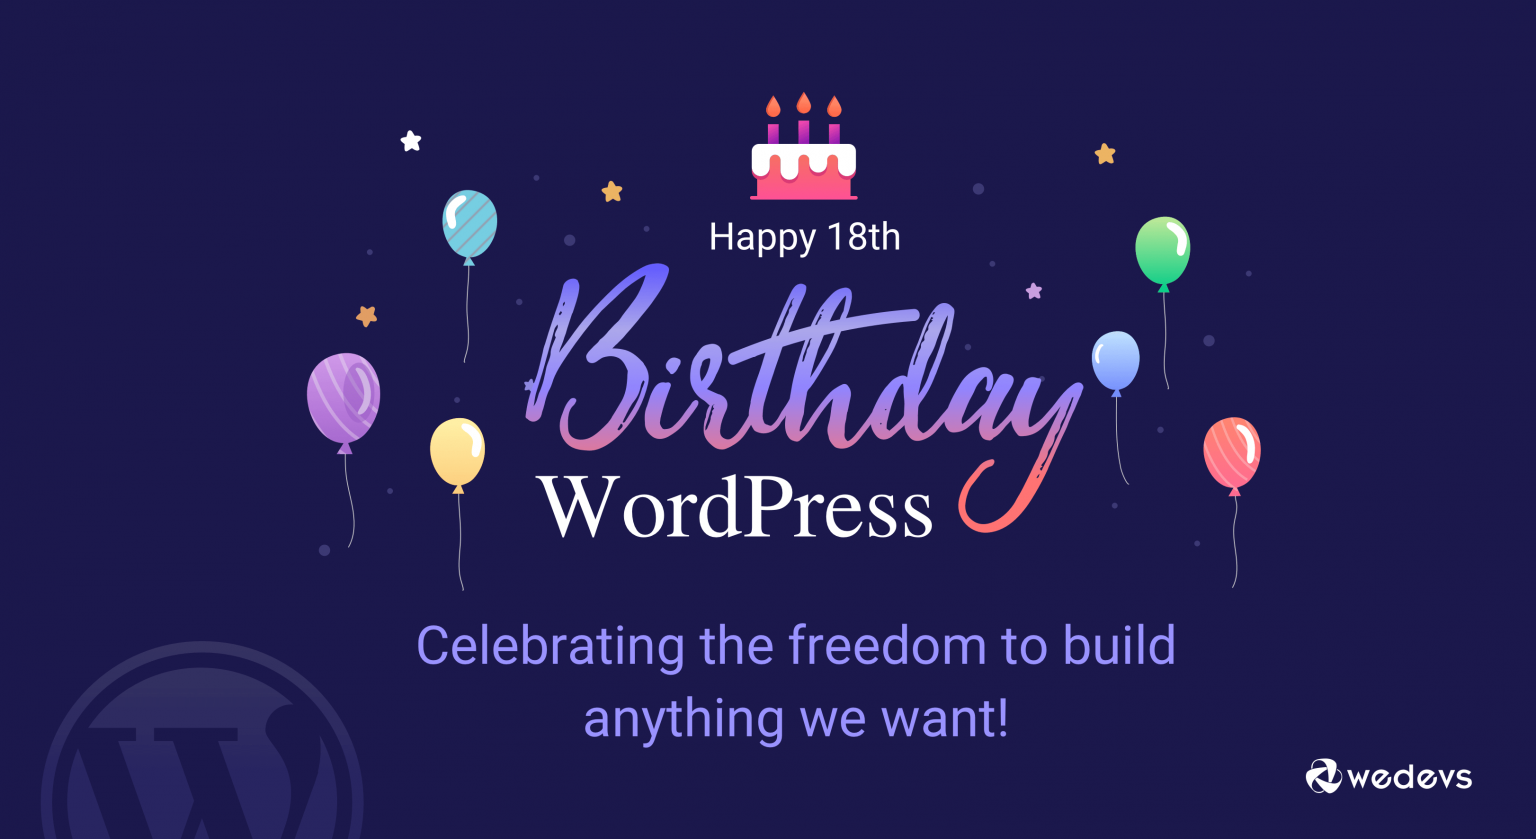 Happy 18th
Birthday
WordPress
Celebrating the freedom to build
anything we want!
W
wedevs